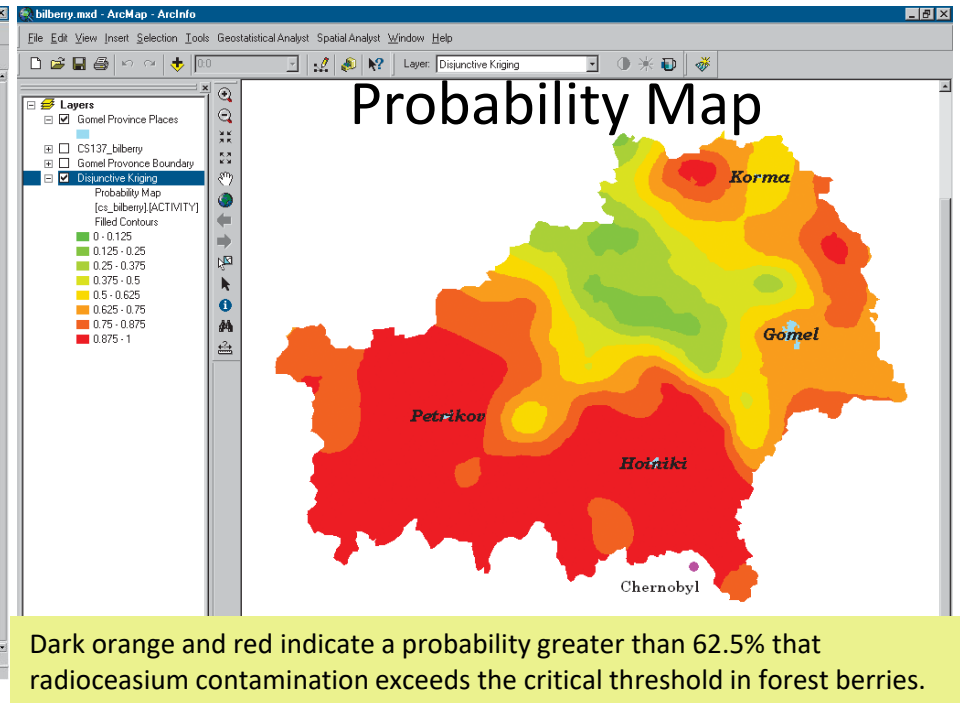 bilberry.mxd - ArcMap - ArcInfo
File Edit View Insert Selection Tools Geostatistical Analyst Spatial Analyst Window Help
0:0 Layer: Disjunctive Kriging
Probability Map
Layers
Gomel Province Places
CS137_bilberry
Gomel Provonce Boundary
Disjunctive Kriging
Probability Map
[cs_bilberry].[ACTIVITY]
Filled Contours
0 - 0.125
0.125 - 0.25
0.25 - 0.375
0.375 - 0.5
0.5 - 0.625
0.625 - 0.75
0.75 - 0.875
0.875 - 1
Korma
Gomel
Petrikov
Hoiniki
Chernobyl
Dark orange and red indicate a probability greater than 62.5% that
radioceasium contamination exceeds the critical threshold in forest berries.